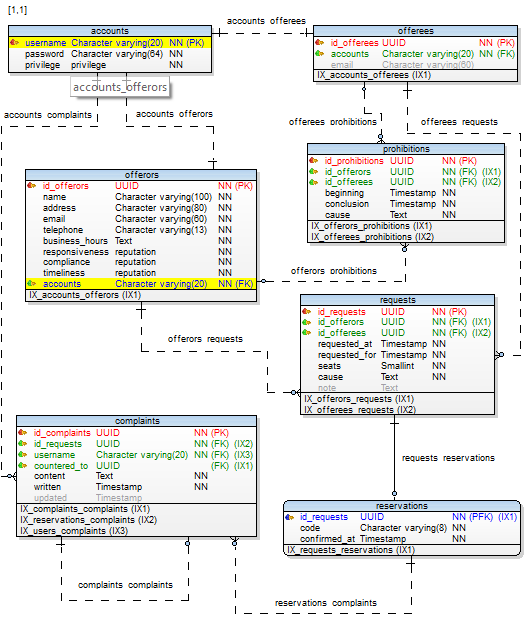 [1,1]
accounts
username Character varying(20) NN (PK)
password Character varying(64) NN
privilege privilege NN
accounts_offerors
accounts offerees
offerees
id_offerees UUID NN (PK)
accounts Character varying(20) NN (FK)
email Character varying(60)
IX_accounts_offerees (IX1)
accounts complaints
accounts offerors
offerees prohibitions
offerees requests
prohibitions
id_prohibitions UUID NN (PK)
id_offerors UUID NN (FK) (IX1)
id_offerees UUID NN (FK) (IX2)
beginning Timestamp NN
conclusion Timestamp NN
cause Text NN
IX_offerors_prohibitions (IX1)
IX_offerees_prohibitions (IX2)
offerors
id_offerors UUID NN (PK)
name Character varying(100) NN
address Character varying(80) NN
email Character varying(60) NN
telephone Character varying(13) NN
business_hours Text NN
responsiveness reputation NN
compliance reputation NN
timeliness reputation NN
accounts Character varying(20) NN (FK)
IX_accounts_offerors (IX1)
offerors prohibitions
requests
id_requests UUID NN (PK)
id_offerors UUID NN (FK) (IX1)
id_offerees UUID NN (FK) (IX2)
requested_at Timestamp NN
requested_for Timestamp NN
seats Smallint NN
cause Text NN
note Text
IX_offerors_requests (IX1)
IX_offerees_requests (IX2)
offerors requests
complaints
id_complaints UUID NN (PK)
id_requests UUID NN (FK) (IX2)
username Character varying(20) NN (FK) (IX3)
countered_to UUID (FK) (IX1)
content Text NN
written Timestamp NN
updated Timestamp
IX_complaints_complaints (IX1)
IX_reservations_complaints (IX2)
IX_users_complaints (IX3)
requests reservations
reservations
id_requests UUID NN (PFK) (IX1)
code Character varying(8) NN
confirmed_at Timestamp NN
IX_requests_reservations (IX1)
complaints complaints
reservations complaints